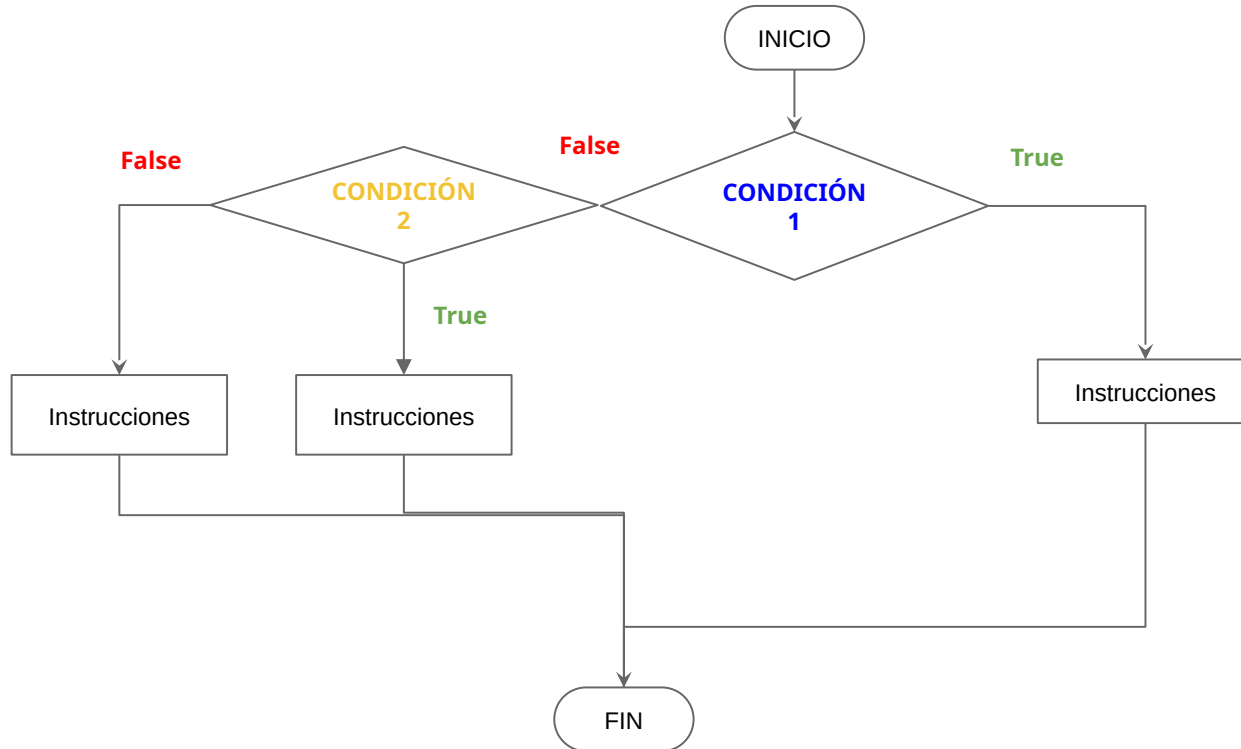 INICIO
False
False
True
CONDICIÓN
2
CONDICIÓN
1
True
Instrucciones
Instrucciones
Instrucciones
FIN